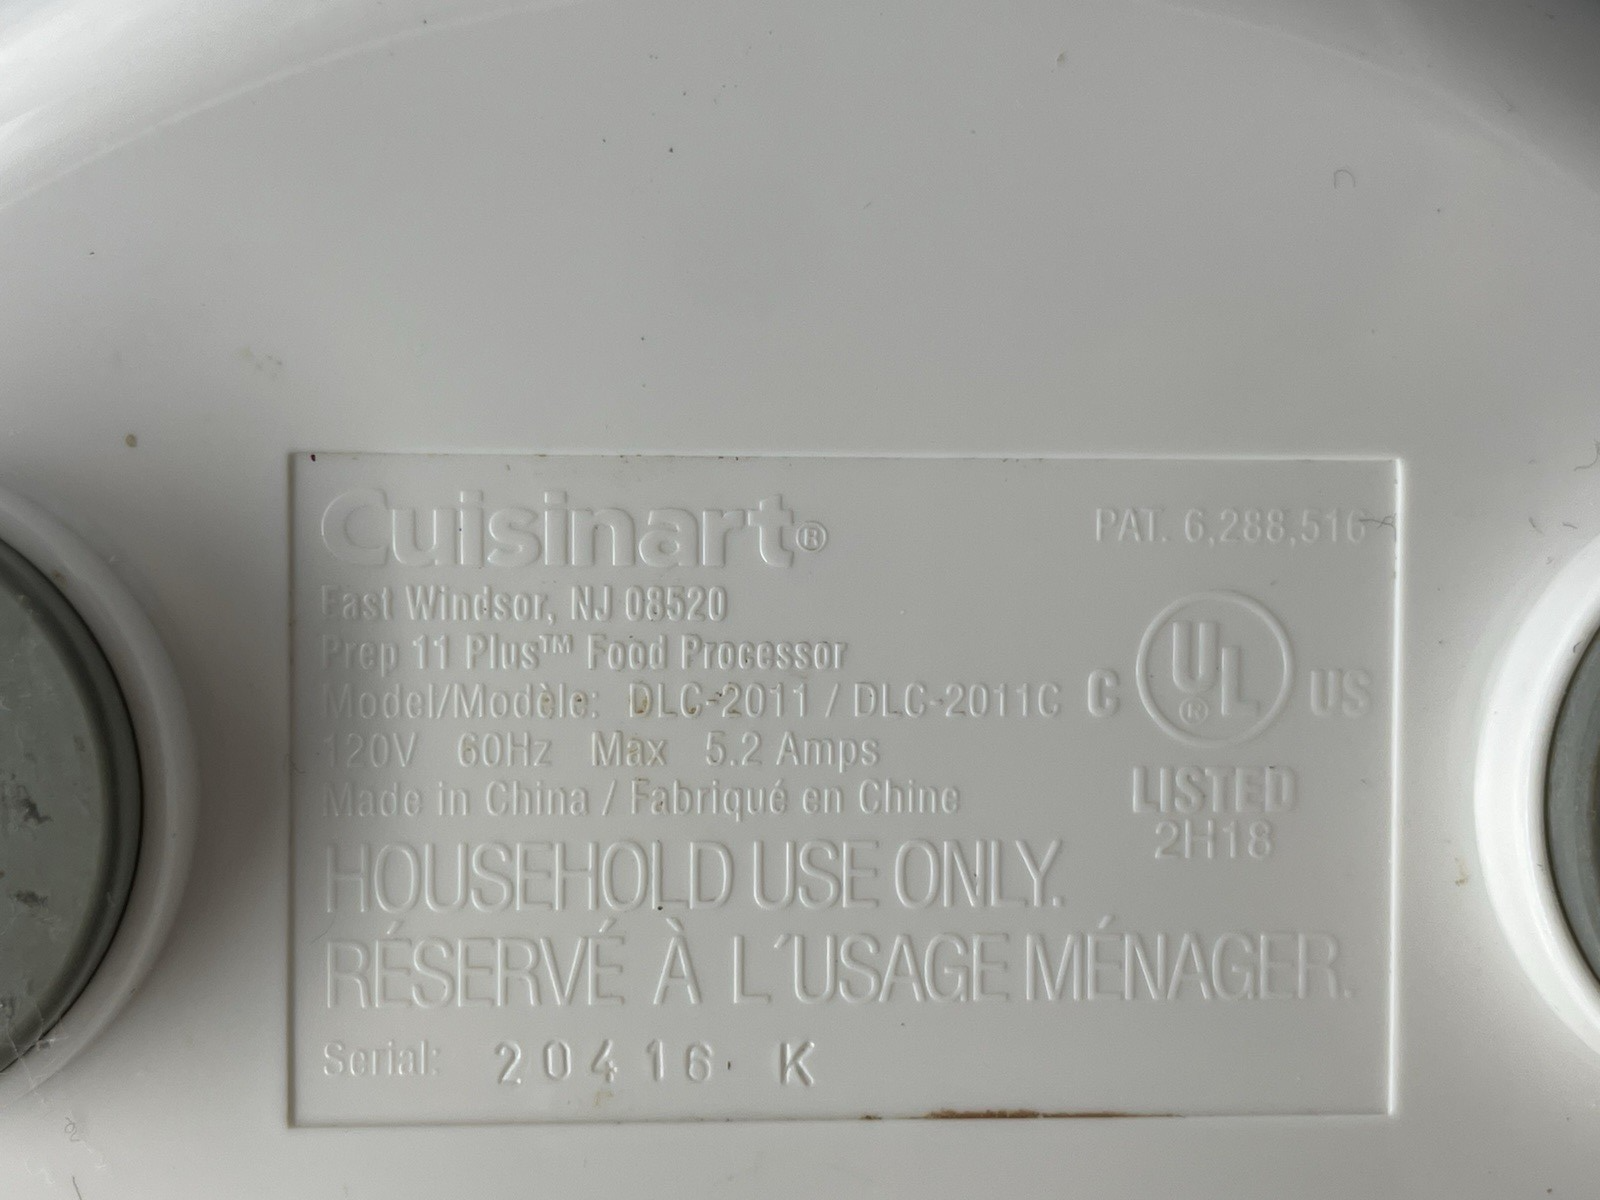 Cuisinart®
PAT. 6,288,516
East Windsor, NJ 08520
Prep 11 Plus™ Food Processor
Model/Modèle: DLC-2011 / DLC-2011C
C UL® US
120V 60Hz Max 5.2 Amps
LISTED
Made in China / Fabriqué en Chine
2H18
HOUSEHOLD USE ONLY.
RÉSERVÉ À L'USAGE MÉNAGER.
Serial: 20416 K